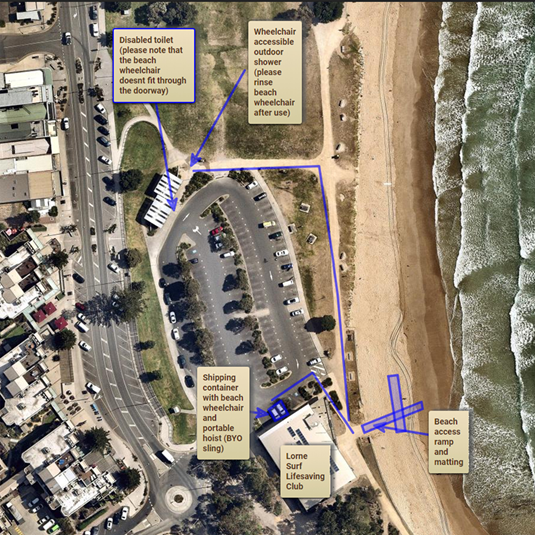 Disabled toilet
(please note that
the beach
wheelchair
doesnt fit through
the doorway)
Wheelchair
accessible
outdoor
shower
(please
rinse
beach
wheelchair
after use)
Shipping
container
with beach
wheelchair
and
portable
hoist (BYO
sling)
Lorne
Surf
Lifesaving
Club
Beach
access
ramp
and
matting